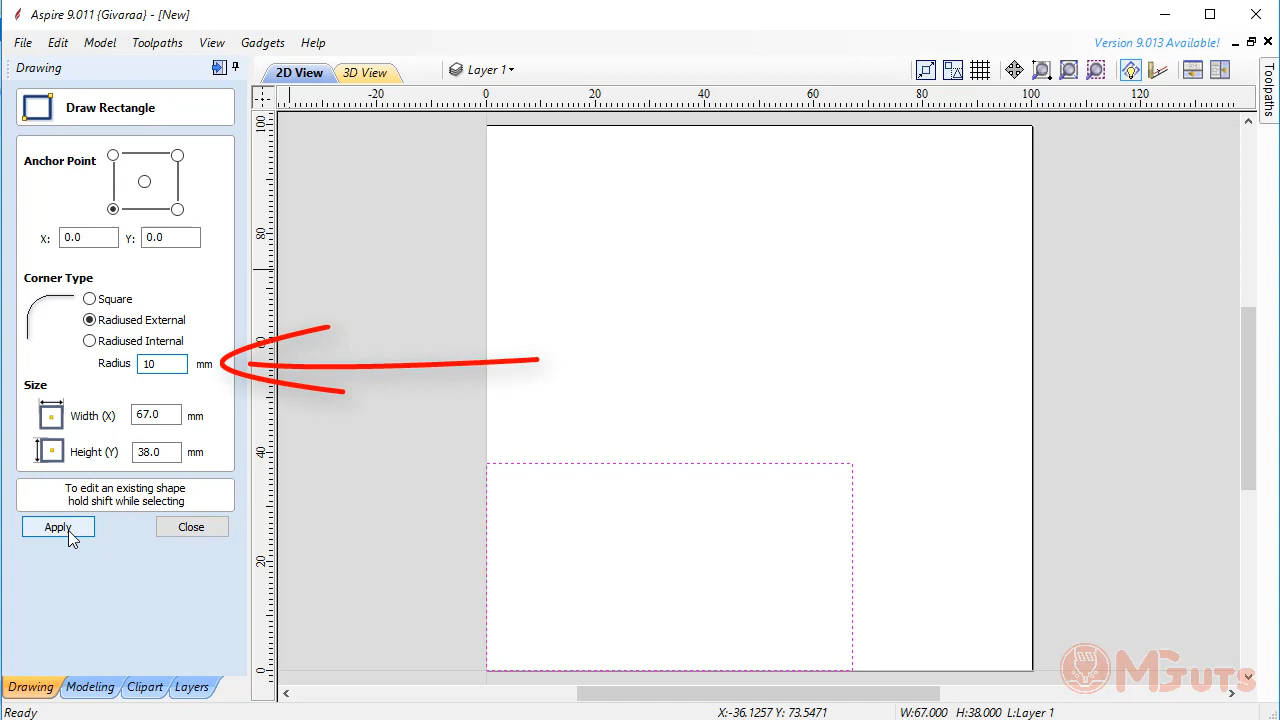 Aspire 9.011 {Givaraa} - [New]
File Edit Model Toolpaths View Gadgets Help Version 9.013 Available!
Drawing
2D View 3D View Layer 1
Toolpaths
Draw Rectangle
-20 0 20 40 60 80 100 120
100
80
60
40
20
0
Anchor Point
X: 0.0 Y: 0.0
Corner Type
Square
Radiused External
Radiused Internal
Radius 10 mm
Size
Width (X) 67.0 mm
Height (Y) 38.0 mm
To edit an existing shape
hold shift while selecting
Apply Close
Drawing Modeling Clipart Layers
MGTUTS
Ready X:-36.1257 Y: 73.5471 W:67.000 H:38.000 L:Layer 1